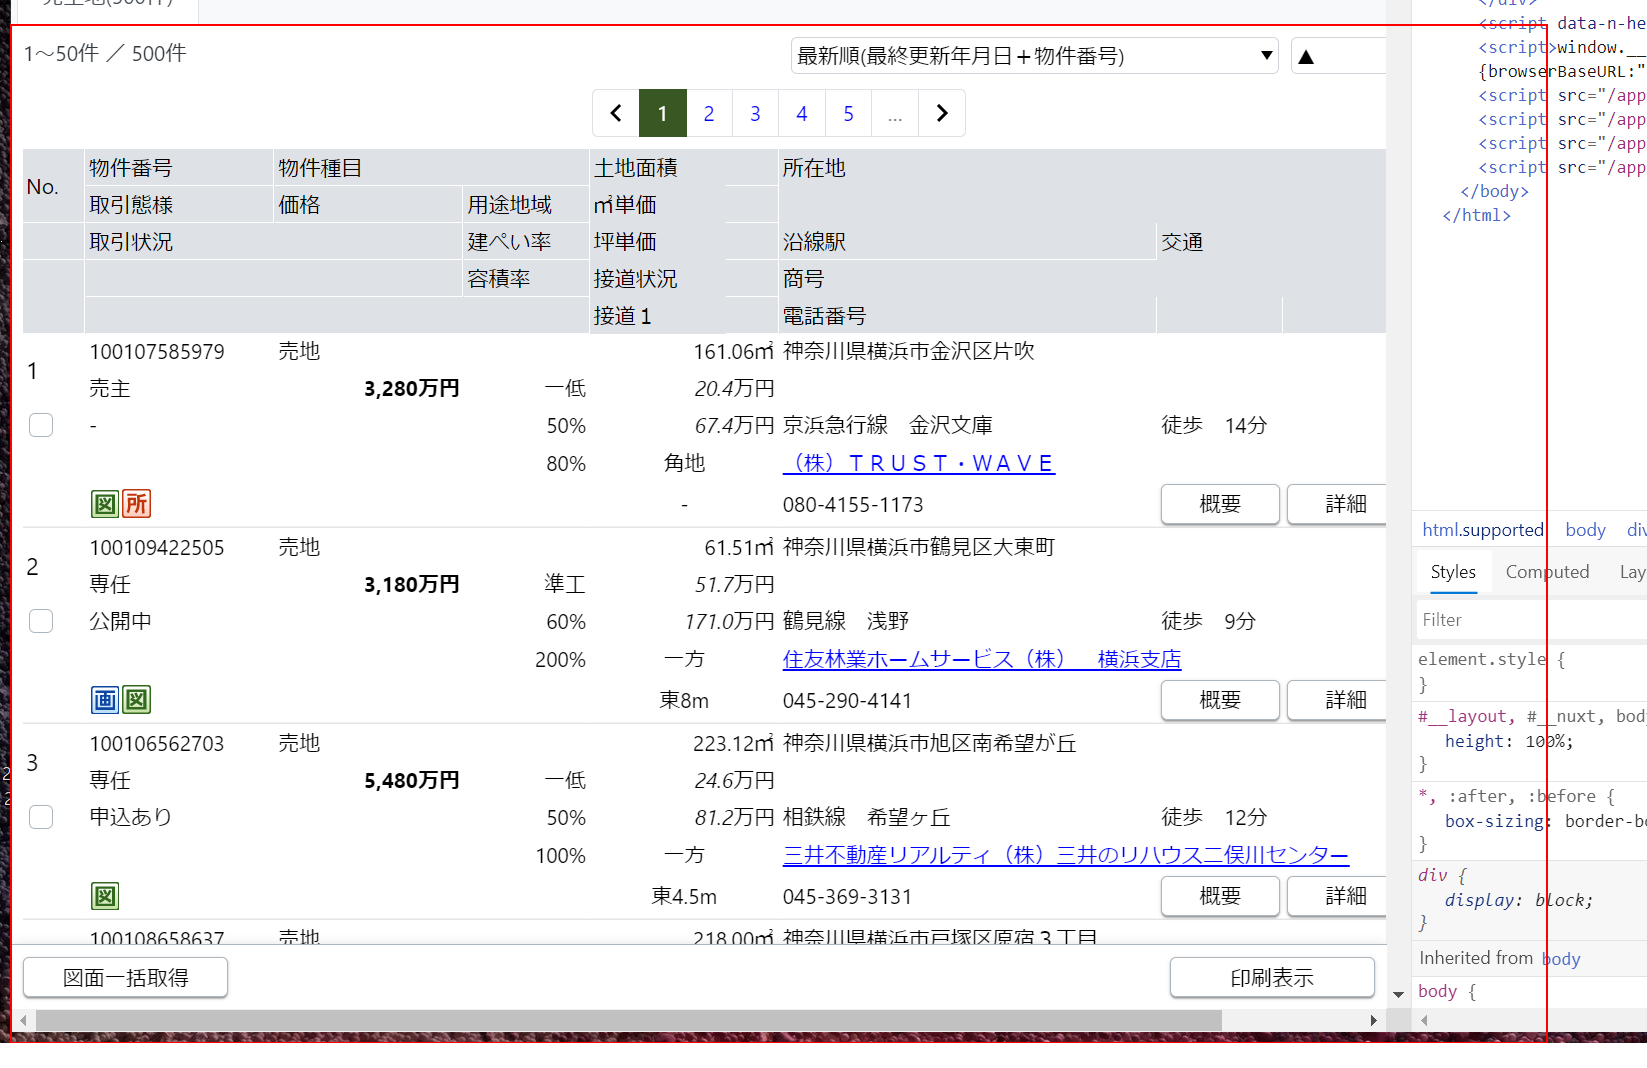 1～50件 ／ 500件
最新順(最終更新年月日＋物件番号) ▼ ▲
1 2 3 4 5 ...
No. 物件番号 物件種目 土地面積 所在地
取引態様 価格 用途地域 ㎡単価
取引状況 建ぺい率 坪単価 沿線駅 交通
容積率 接道状況 商号
接道１ 電話番号
1 100107585979 売地 161.06㎡ 神奈川県横浜市金沢区片吹
売主 3,280万円 一低 20.4万円
- 50% 67.4万円 京浜急行線　金沢文庫 徒歩　14分
80% 角地 （株）ＴＲＵＳＴ・ＷＡＶＥ
図 所 - 080-4155-1173 概要 詳細
2 100109422505 売地 61.51㎡ 神奈川県横浜市鶴見区大東町
専任 3,180万円 準工 51.7万円
公開中 60% 171.0万円 鶴見線　浅野 徒歩　9分
200% 一方 住友林業ホームサービス（株）　横浜支店
画 図 東8m 045-290-4141 概要 詳細
3 100106562703 売地 223.12㎡ 神奈川県横浜市旭区南希望が丘
専任 5,480万円 一低 24.6万円
申込あり 50% 81.2万円 相鉄線　希望ヶ丘 徒歩　12分
100% 一方 三井不動産リアルティ（株）三井のリハウス二俣川センター
図 東4.5m 045-369-3131 概要 詳細
100108658637 売地 218.00㎡ 神奈川県横浜市戸塚区原宿３丁目
図面一括取得 印刷表示
</div>
<script data-n-he
<script>window.__
{browserBaseURL:"
<script src="/app
<script src="/app
<script src="/app
<script src="/app
</body>
</html>
html.supported body div
Styles Computed Lay
Filter
element.style {
}
#__layout, #__nuxt, body
height: 100%;
}
*, :after, :before {
box-sizing: border-bo
}
div {
display: block;
}
Inherited from body
body {